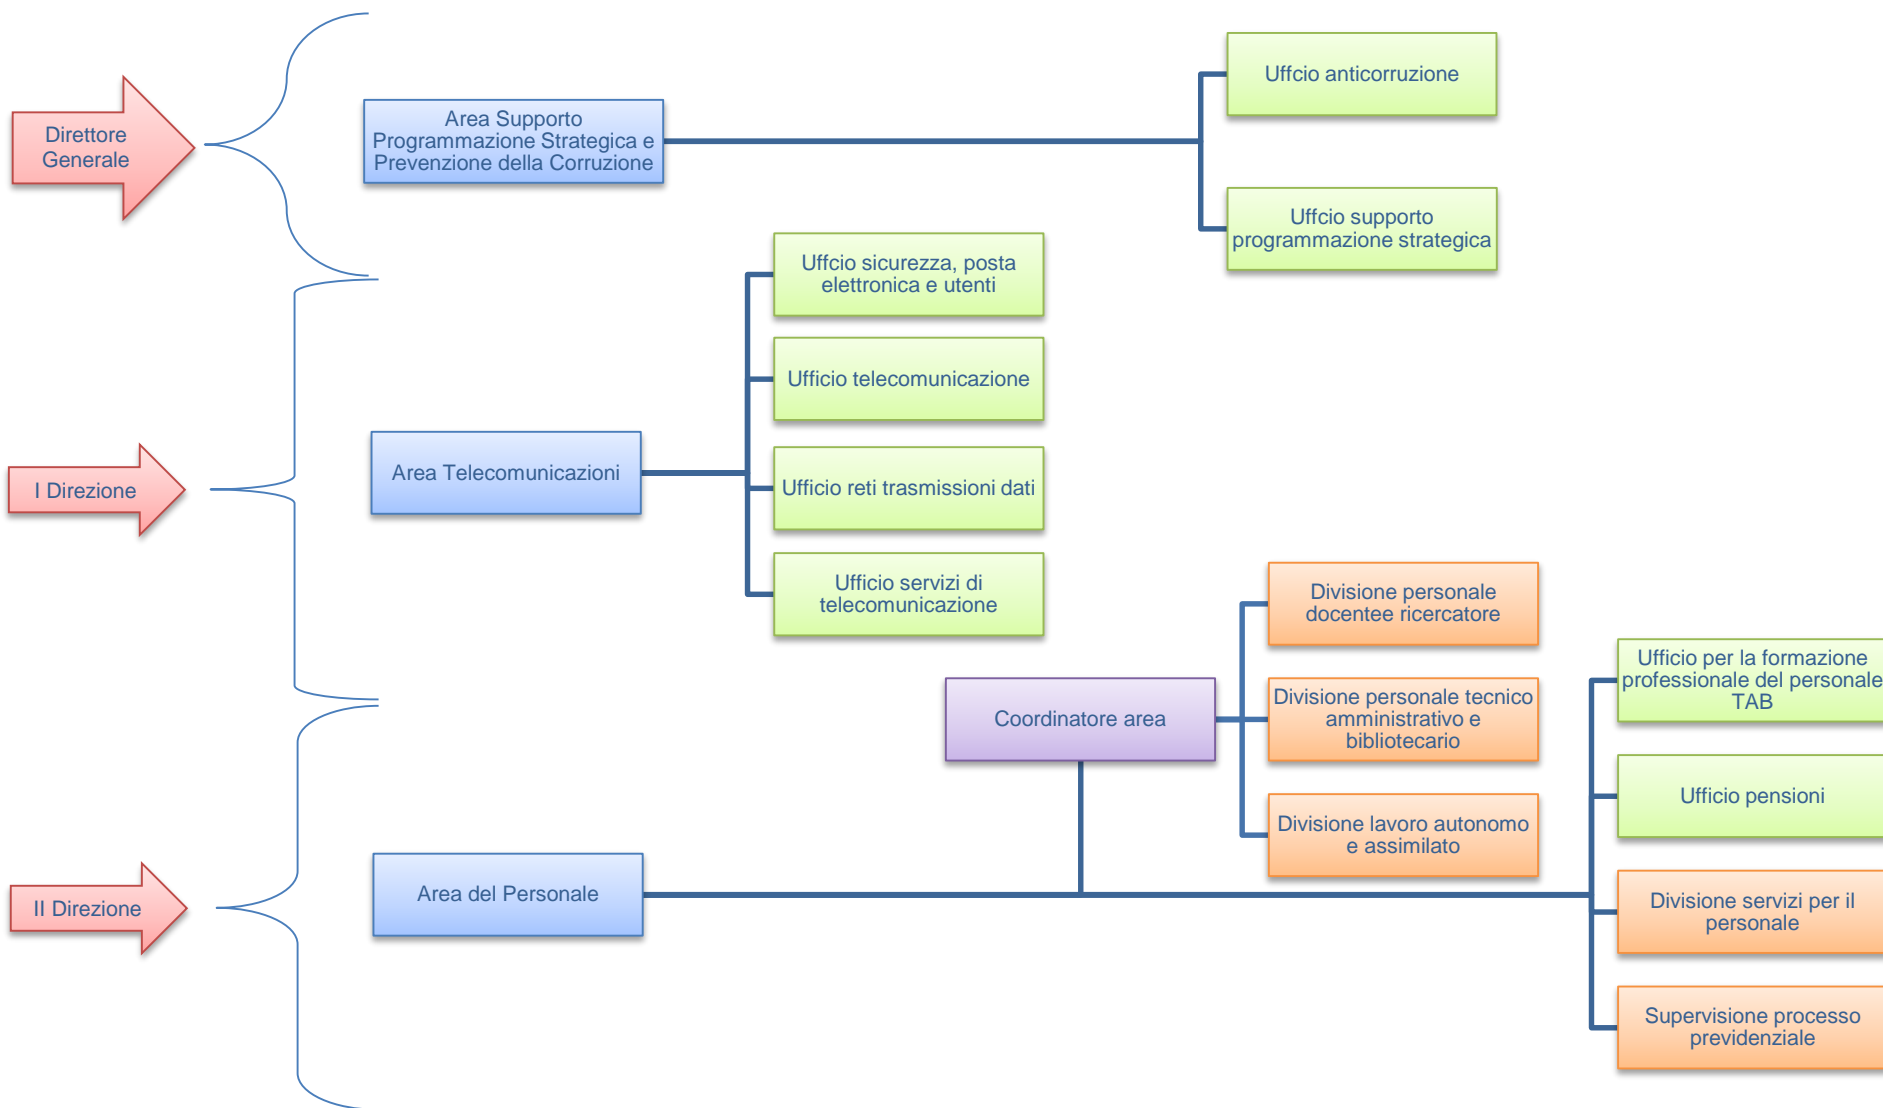 Direttore
Generale
Area Supporto
Programmazione Strategica e
Prevenzione della Corruzione
Uffcio anticorruzione
Uffcio supporto
programmazione strategica
I Direzione
Area Telecomunicazioni
Uffcio sicurezza, posta
elettronica e utenti
Ufficio telecomunicazione
Ufficio reti trasmissioni dati
Ufficio servizi di
telecomunicazione
II Direzione
Area del Personale
Coordinatore area
Divisione personale
docentee ricercatore
Divisione personale tecnico
amministrativo e
bibliotecario
Divisione lavoro autonomo
e assimilato
Ufficio per la formazione
professionale del personale
TAB
Ufficio pensioni
Divisione servizi per il
personale
Supervisione processo
previdenziale